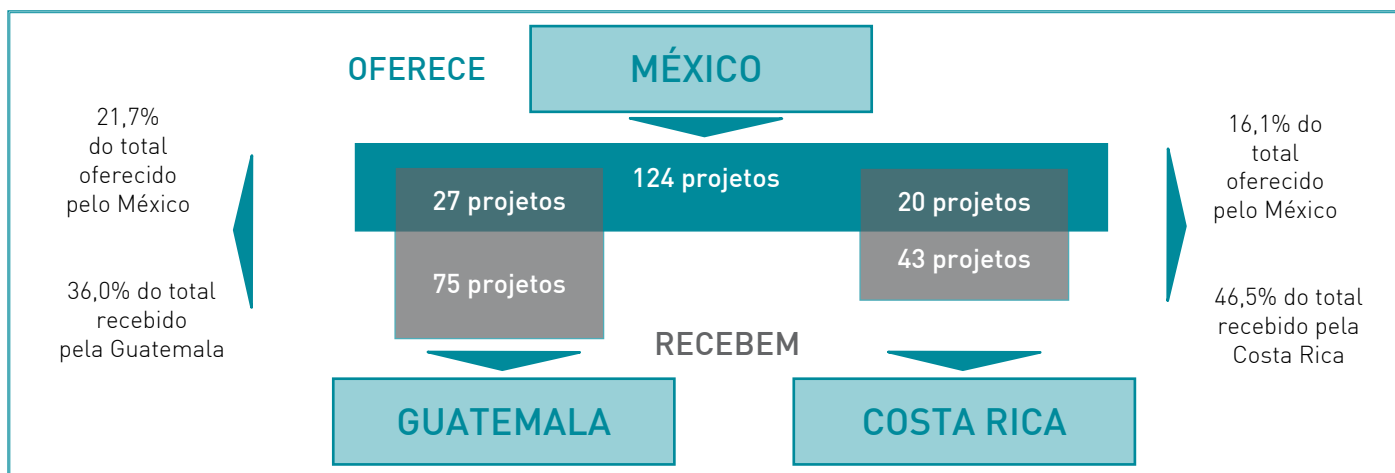 OFERECE
MÉXICO
21,7%
do total
oferecido
pelo México
36,0% do total
recebido
pela Guatemala
124 projetos
27 projetos
75 projetos
20 projetos
43 projetos
16,1% do
total
oferecido
pelo México
46,5% do total
recebido pela
Costa Rica
RECEBEM
GUATEMALA
COSTA RICA